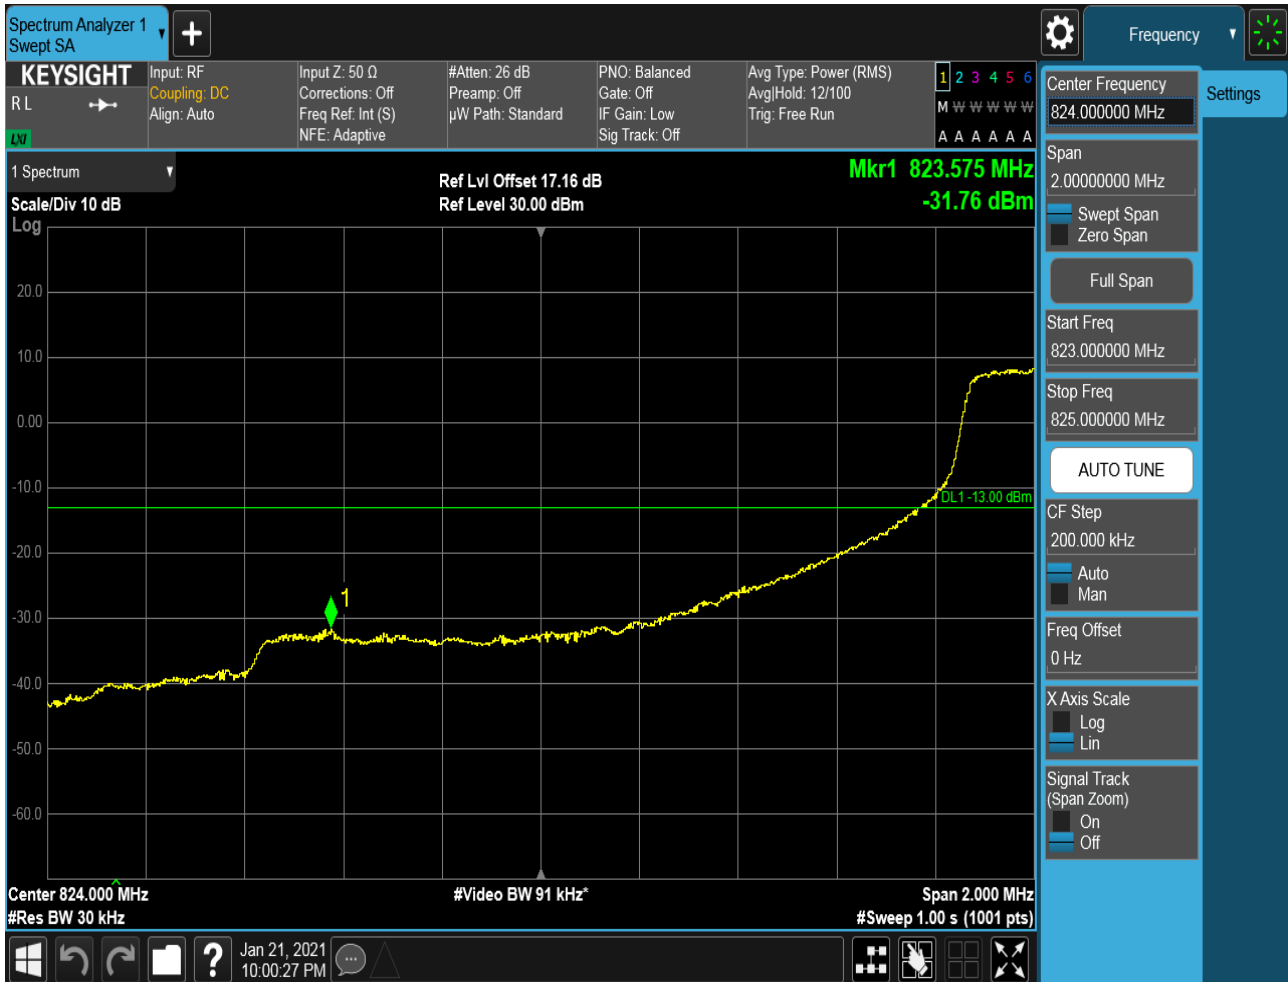 Spectrum Analyzer 1
Swept SA
Frequency
KEYSIGHT
R L
LXI
Input: RF
Coupling: DC
Align: Auto
Input Z: 50 Ω
Corrections: Off
Freq Ref: Int (S)
NFE: Adaptive
#Atten: 26 dB
Preamp: Off
µW Path: Standard
PNO: Balanced
Gate: Off
IF Gain: Low
Sig Track: Off
Avg Type: Power (RMS)
Avg|Hold: 12/100
Trig: Free Run
1 2 3 4 5 6
M W W W W W
A A A A A A
1 Spectrum
Scale/Div 10 dB
Log
Ref Lvl Offset 17.16 dB
Ref Level 30.00 dBm
Mkr1 823.575 MHz
-31.76 dBm
20.0
10.0
0.00
-10.0
-20.0
-30.0
-40.0
-50.0
-60.0
DL1 -13.00 dBm
1
Center 824.000 MHz
#Res BW 30 kHz
#Video BW 91 kHz*
Span 2.000 MHz
#Sweep 1.00 s (1001 pts)
Center Frequency
824.000000 MHz
Settings
Span
2.00000000 MHz
Swept Span
Zero Span
Full Span
Start Freq
823.000000 MHz
Stop Freq
825.000000 MHz
AUTO TUNE
CF Step
200.000 kHz
Auto
Man
Freq Offset
0 Hz
X Axis Scale
Log
Lin
Signal Track
(Span Zoom)
On
Off
?
Jan 21, 2021
10:00:27 PM